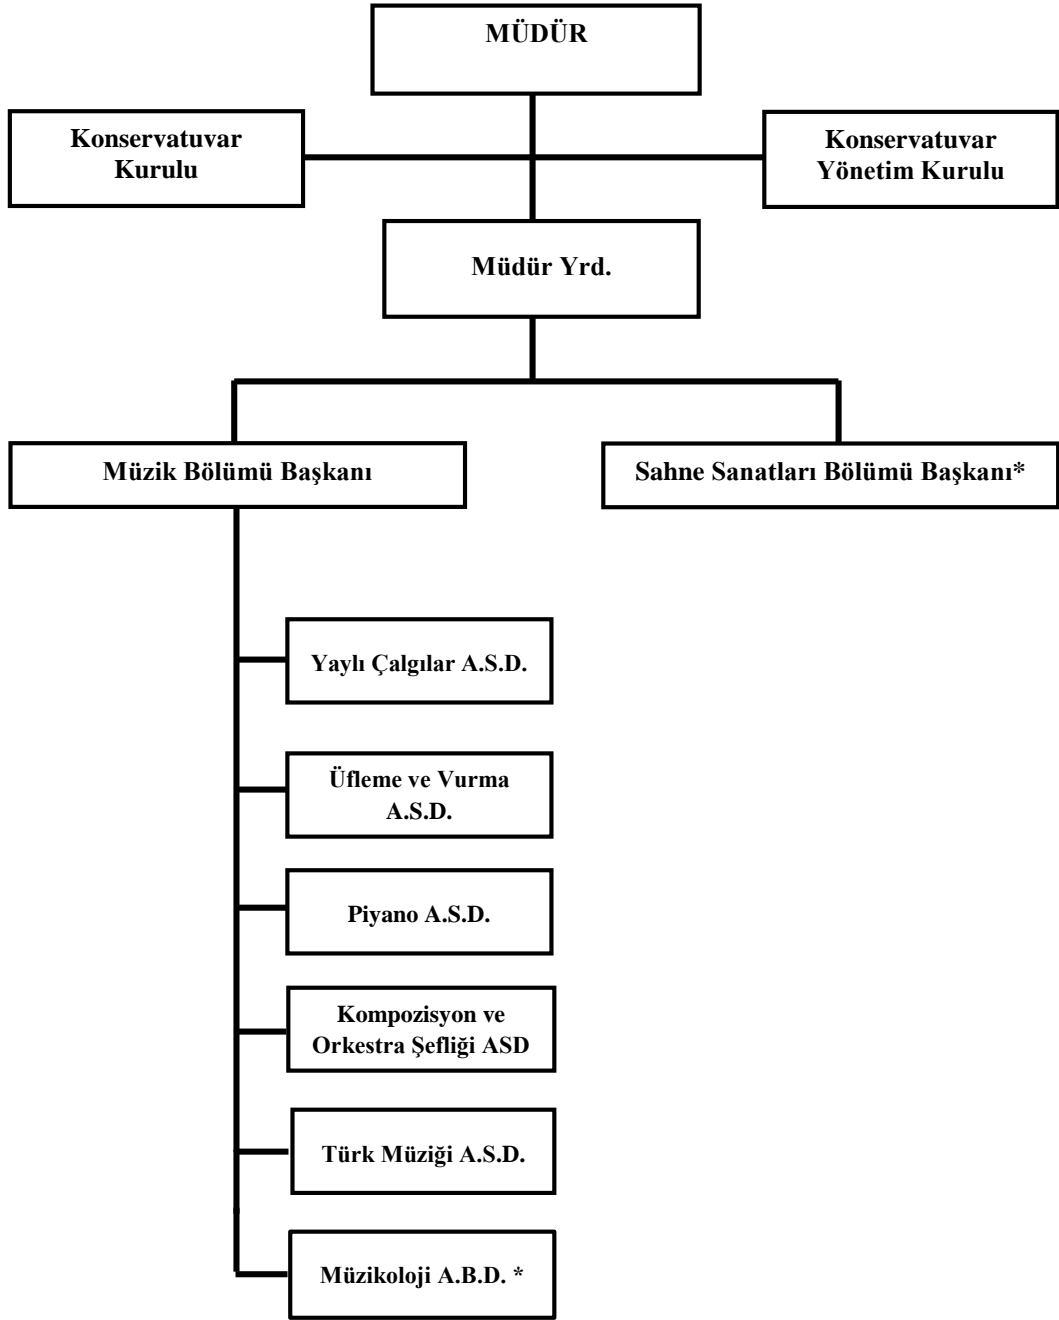 MÜDÜR
Konservatuvar
Kurulu
Konservatuvar
Yönetim Kurulu
Müdür Yrd.
Müzik Bölümü Başkanı
Sahne Sanatları Bölümü Başkanı*
Yaylı Çalgılar A.S.D.
Üfleme ve Vurma
A.S.D.
Piyano A.S.D.
Kompozisyon ve
Orkestra Şefliği ASD
Türk Müziği A.S.D.
Müzikoloji A.B.D. *